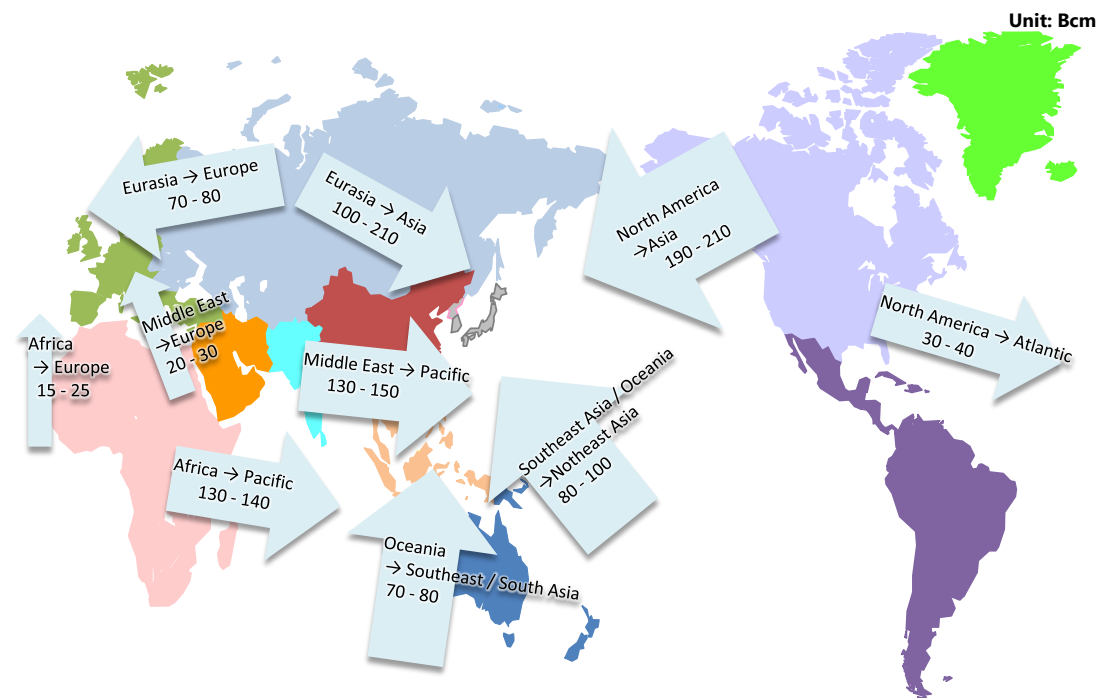 Unit: Bcm
Eurasia → Europe
70 - 80
Eurasia → Asia
100 - 210
North America
→Asia
190 - 210
North America → Atlantic
30 - 40
Middle East
→Europe
20 - 30
Africa
→ Europe
15 - 25
Middle East → Pacific
130 - 150
Southeast Asia / Oceania
→Notheast Asia
80 - 100
Africa → Pacific
130 - 140
Oceania
→ Southeast / South Asia
70 - 80